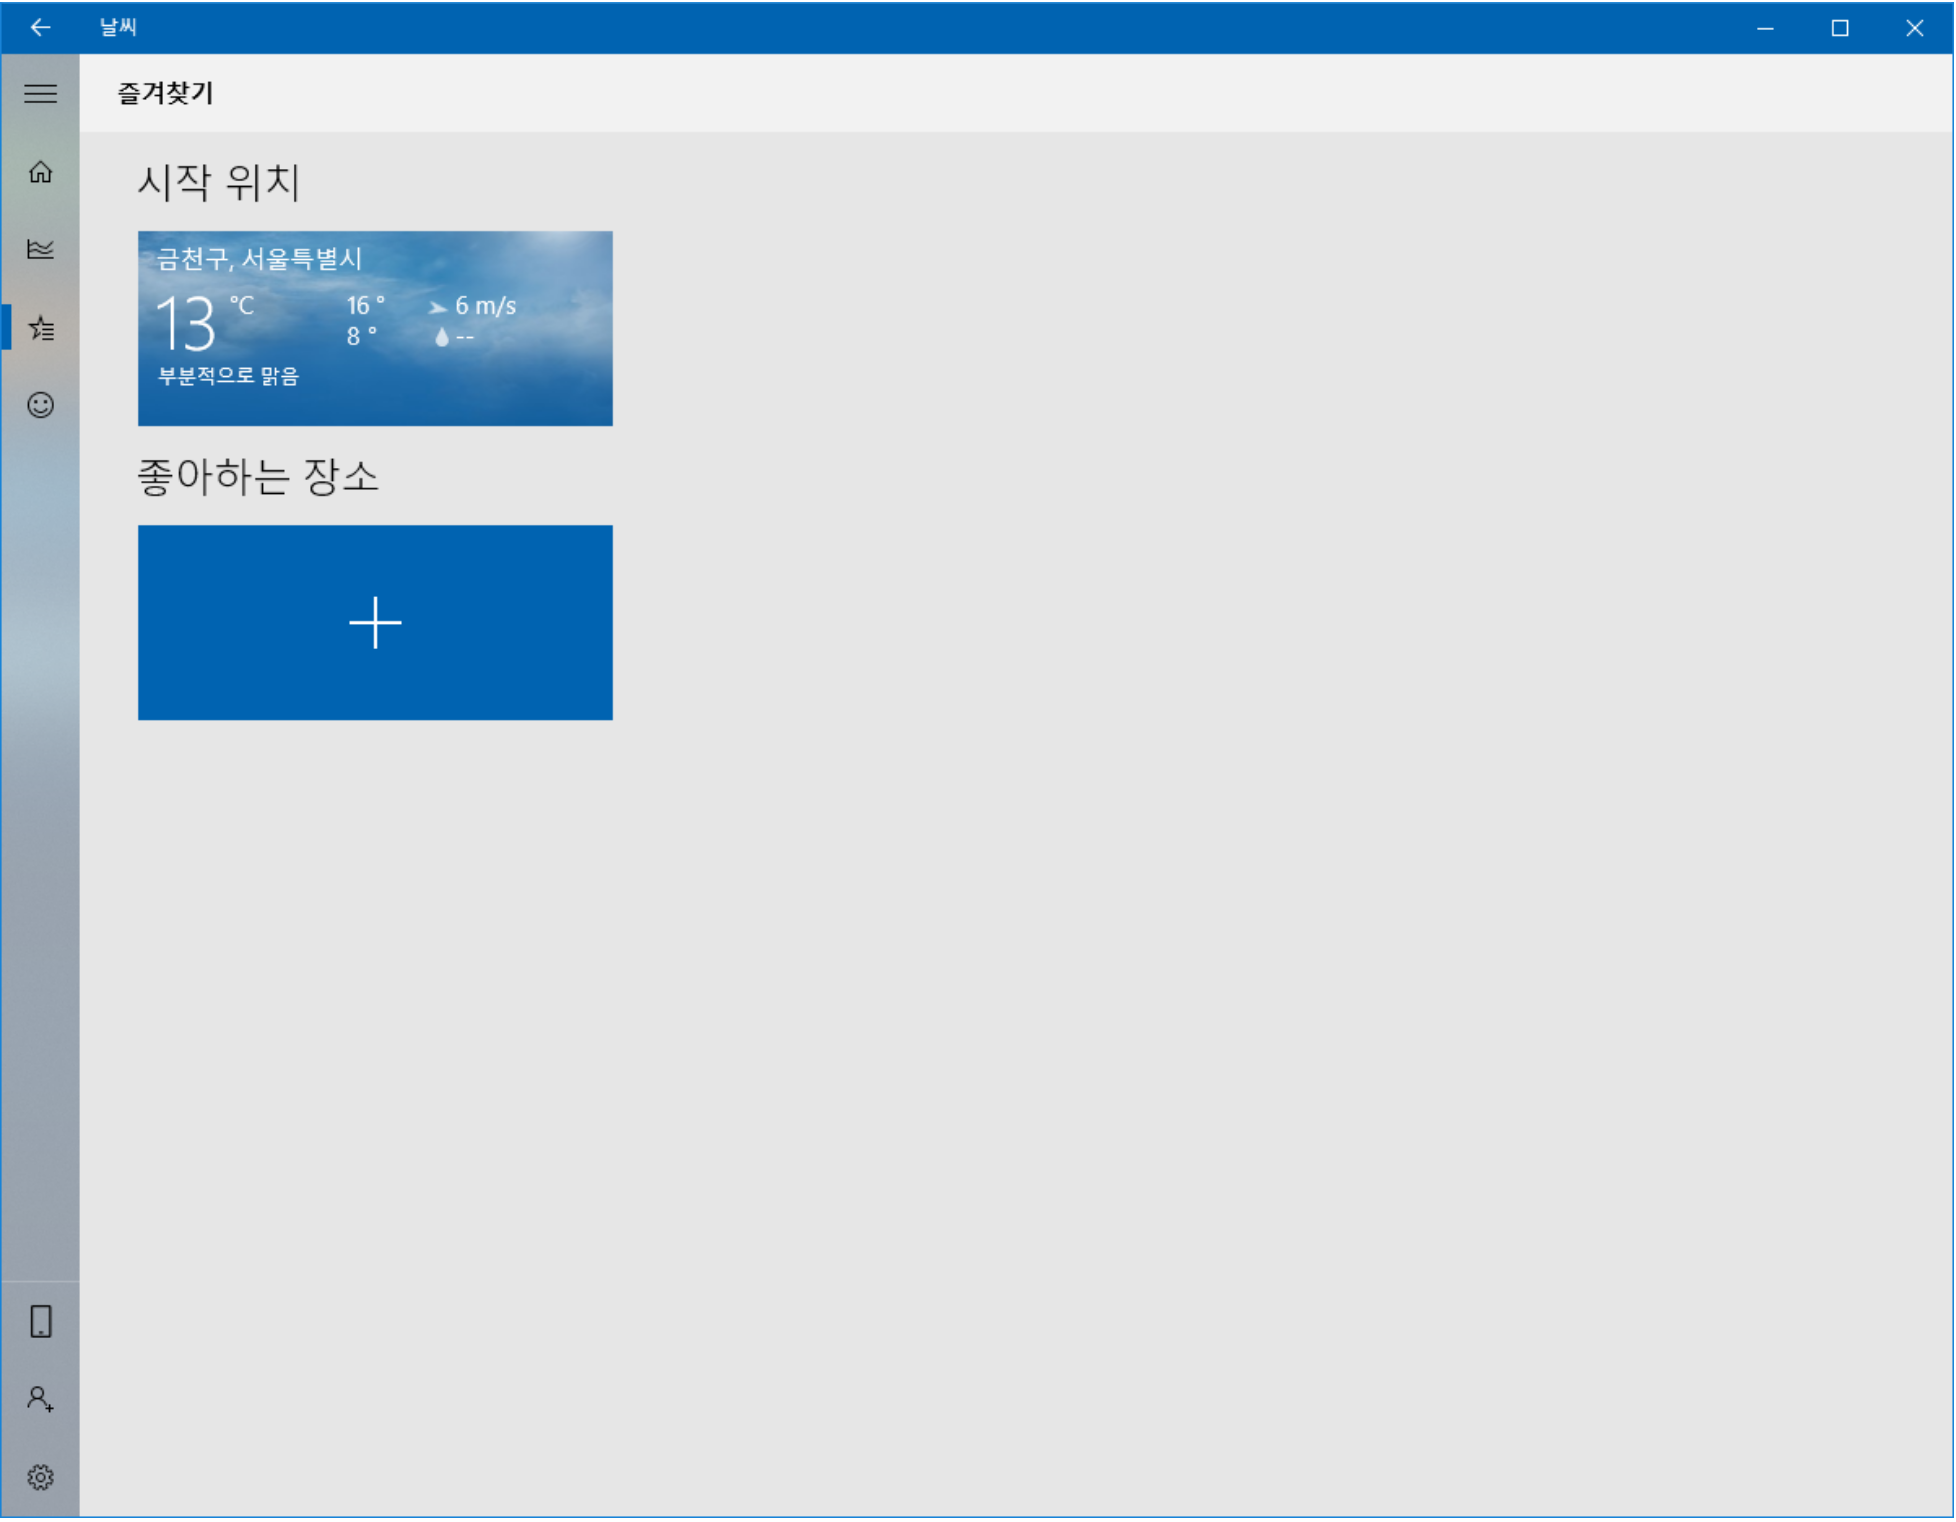 날씨
즐겨찾기
시작 위치
금천구, 서울특별시
13 °C
16 °
6 m/s
8 °
--
부분적으로 맑음
좋아하는 장소